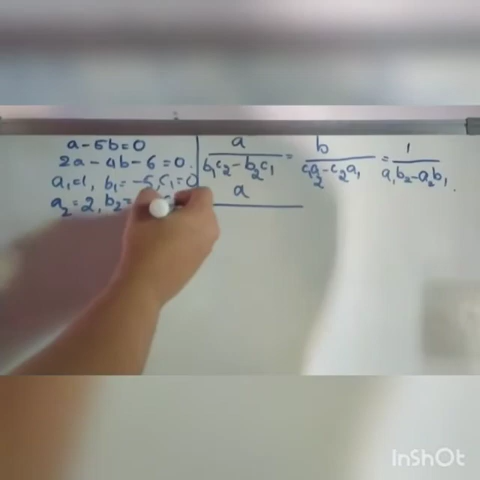 a - 5b = 0
2a - 4b - 6 = 0
a₁ = 1, b₁ = -5, c₁ = 0
a₂ = 2, b₂ =
a/(b₁c₂ - b₂c₁) = b/(c₁a₂ - c₂a₁) = 1/(a₁b₂ - a₂b₁).
a
InShOt